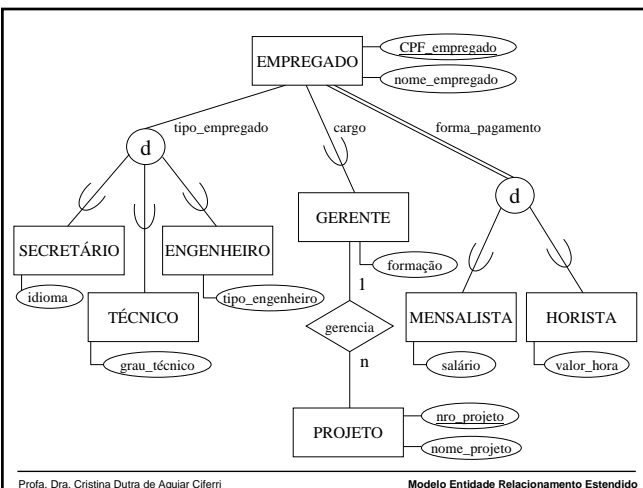 CPF_empregado
EMPREGADO
nome_empregado
tipo_empregado
cargo
forma_pagamento
d
d
GERENTE
SECRETÁRIO
ENGENHEIRO
formação
idioma
tipo_engenheiro
1
TÉCNICO
gerencia
MENSALISTA
HORISTA
grau_técnico
n
salário
valor_hora
nro_projeto
PROJETO
nome_projeto
Profa. Dra. Cristina Dutra de Aguiar Ciferri
Modelo Entidade Relacionamento Estendido